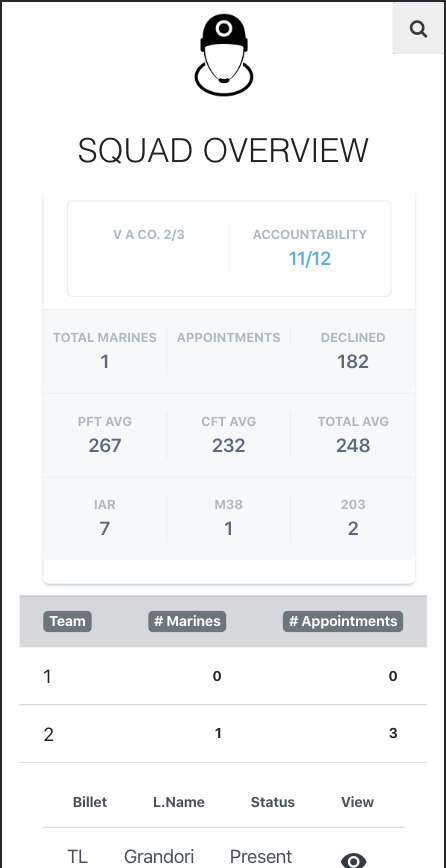 SQUAD OVERVIEW
V A CO. 2/3 ACCOUNTABILITY
11/12
TOTAL MARINES APPOINTMENTS DECLINED
1 182
PFT AVG CFT AVG TOTAL AVG
267 232 248
IAR M38 203
7 1 2
Team # Marines # Appointments
1 0 0
2 1 3
Billet L.Name Status View
TL Grandori Present